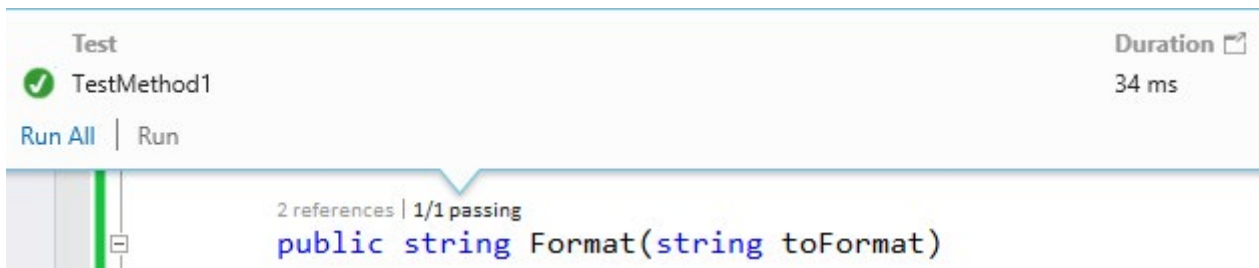 Test Duration
TestMethod1 34 ms
Run All | Run
2 references | 1/1 passing
public string Format(string toFormat)